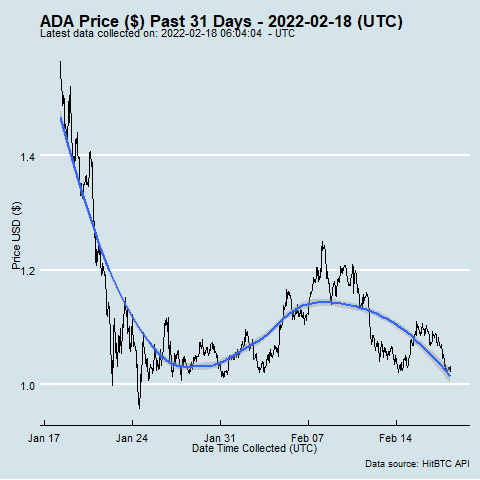 ADA Price ($) Past 31 Days - 2022-02-18 (UTC)
Latest data collected on: 2022-02-18 06:04:04 - UTC
1.4
1.2
1.0
Price USD ($)
Jan 17 Jan 24 Jan 31 Feb 07 Feb 14
Date Time Collected (UTC)
Data source: HitBTC API